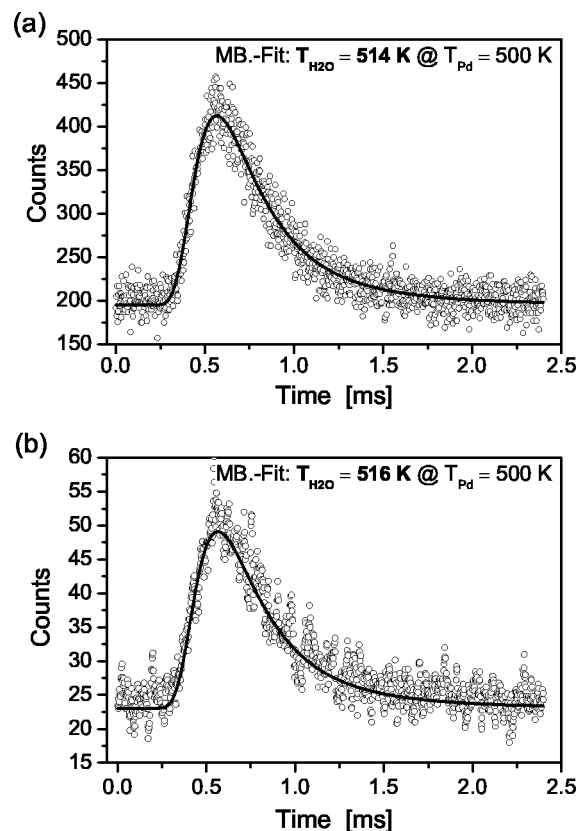 (a)
MB.-Fit: T_H2O = 514 K @ T_Pd = 500 K
500
450
400
350
300
250
200
150
Counts
0.0 0.5 1.0 1.5 2.0 2.5
Time [ms]
(b)
MB.-Fit: T_H2O = 516 K @ T_Pd = 500 K
60
55
50
45
40
35
30
25
20
15
Counts
0.0 0.5 1.0 1.5 2.0 2.5
Time [ms]